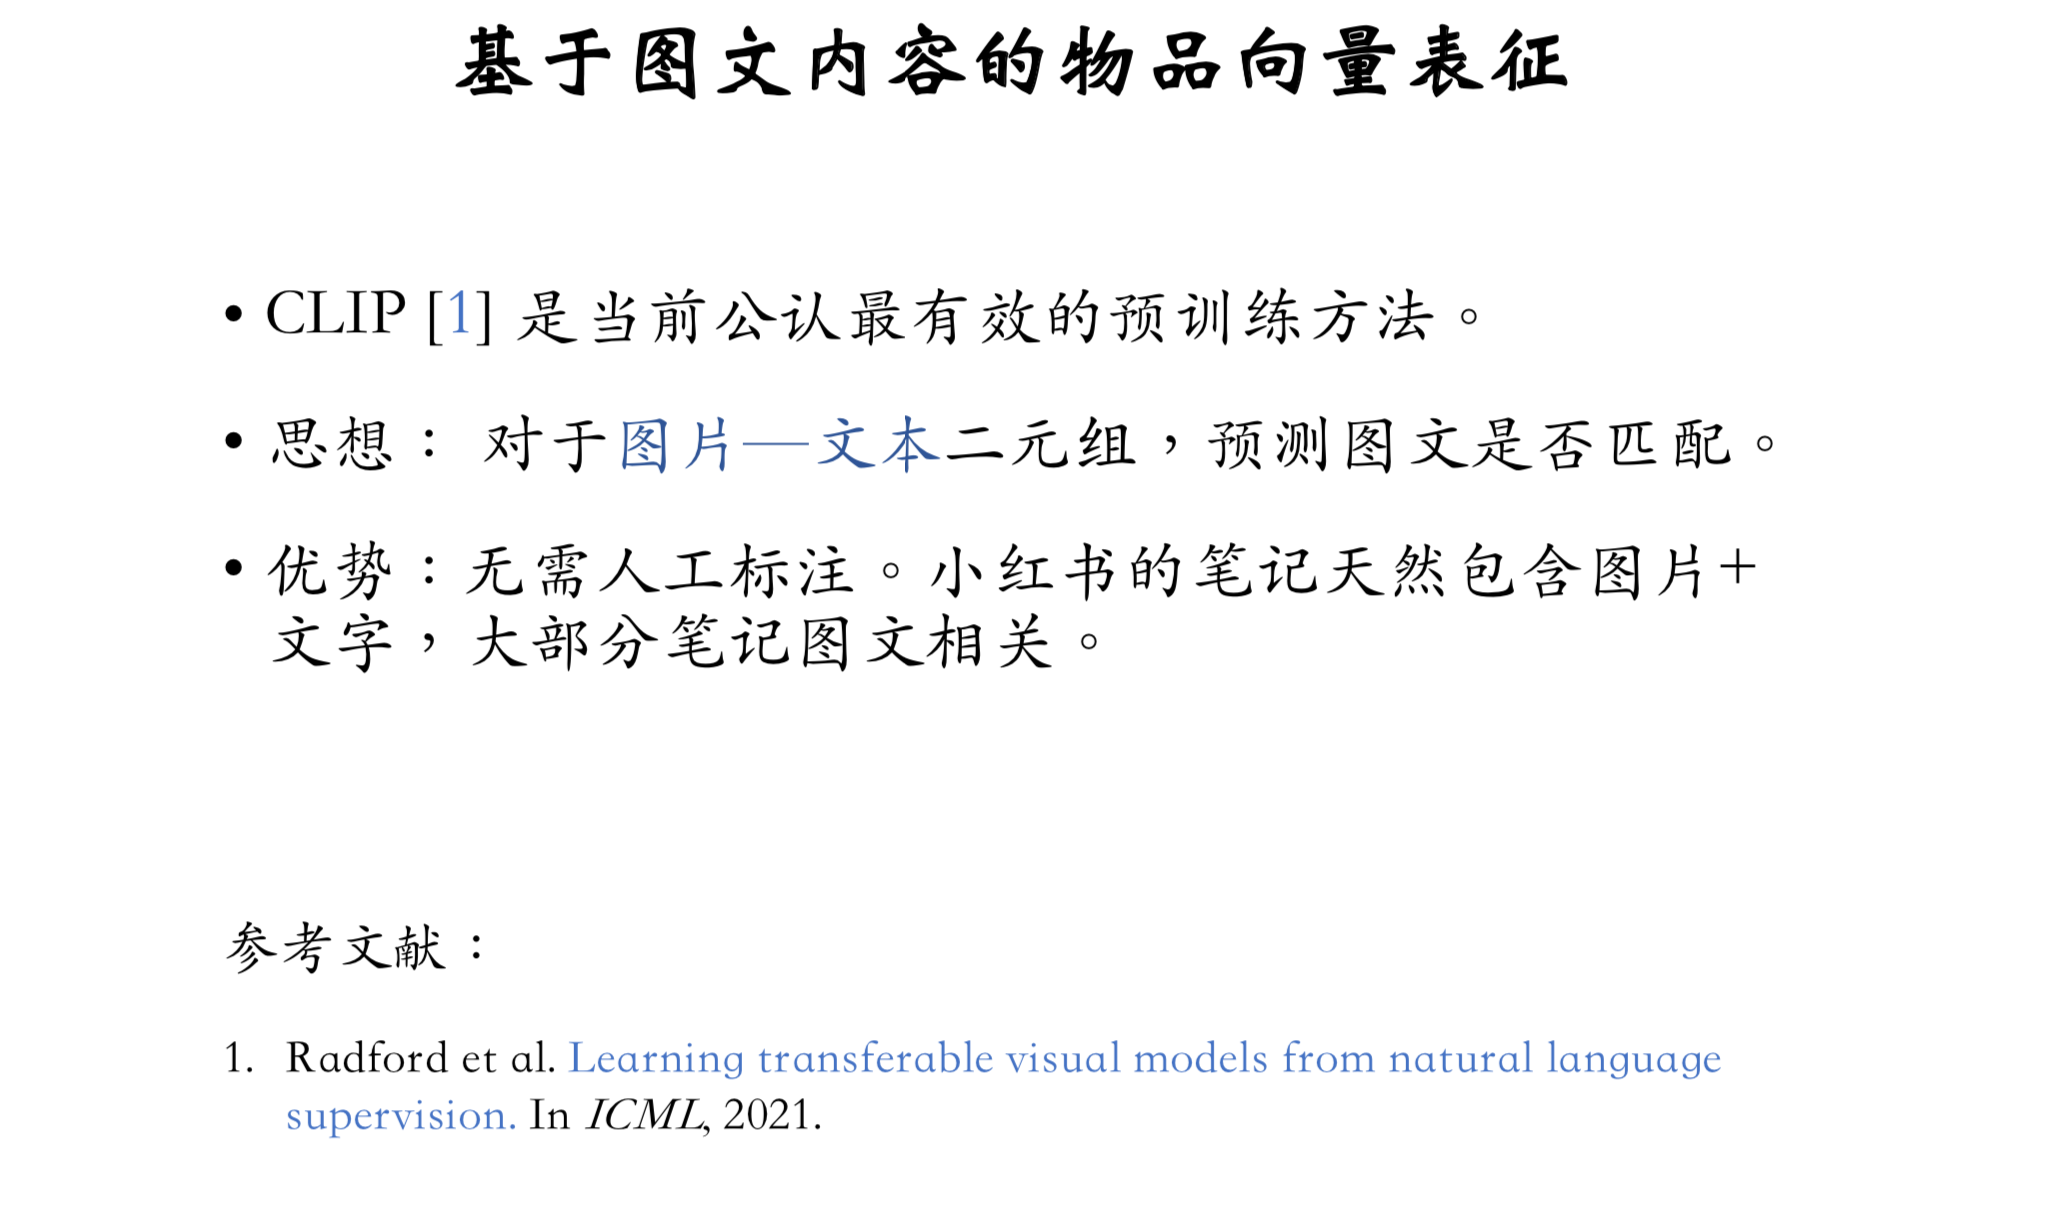 基于图文内容的物品向量表征
• CLIP [1] 是当前公认最有效的预训练方法。
• 思想： 对于图片—文本二元组，预测图文是否匹配。
• 优势：无需人工标注。小红书的笔记天然包含图片+
文字，大部分笔记图文相关。
参考文献：
1. Radford et al. Learning transferable visual models from natural language
supervision. In ICML, 2021.